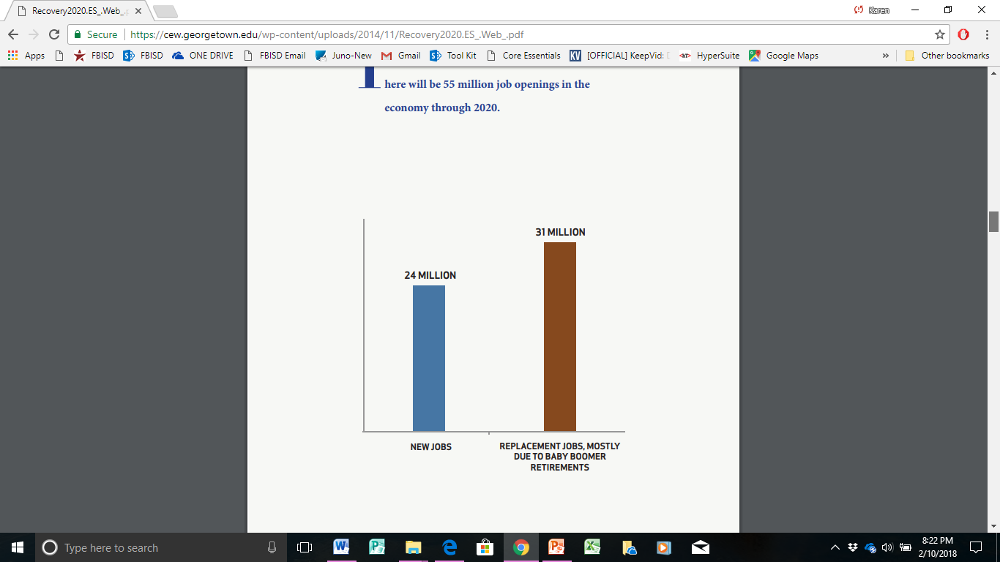 Recovery2020.ES_.Web_.p
Karen
Secure https://cew.georgetown.edu/wp-content/uploads/2014/11/Recovery2020.ES_.Web_.pdf
Apps FBISD FBISD ONE DRIVE FBISD Email Juno-New Gmail Tool Kit Core Essentials KV [OFFICIAL] KeepVid: HyperSuite Google Maps » Other bookmarks
here will be 55 million job openings in the
economy through 2020.
31 MILLION
24 MILLION
NEW JOBS
REPLACEMENT JOBS, MOSTLY
DUE TO BABY BOOMER
RETIREMENTS
Type here to search
8:22 PM
2/10/2018